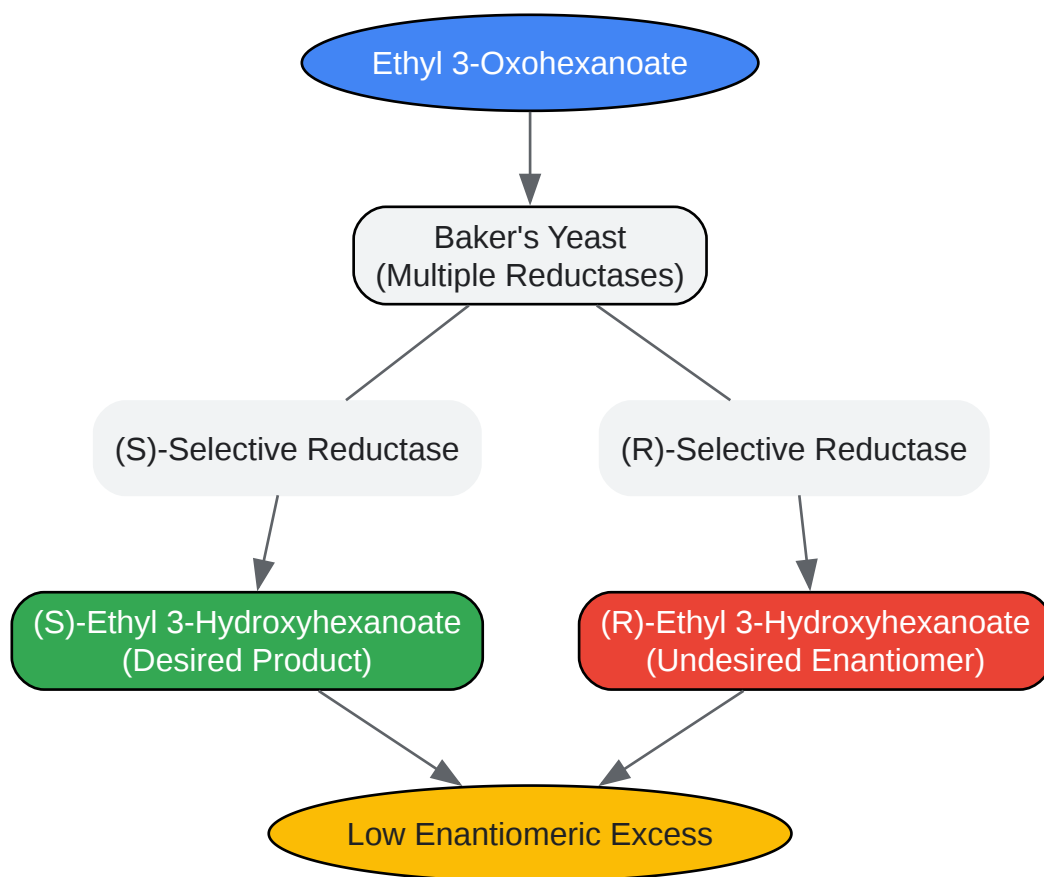 Ethyl 3-Oxohexanoate
Baker's Yeast
(Multiple Reductases)
(S)-Selective Reductase
(R)-Selective Reductase
(S)-Ethyl 3-Hydroxyhexanoate
(Desired Product)
(R)-Ethyl 3-Hydroxyhexanoate
(Undesired Enantiomer)
Low Enantiomeric Excess